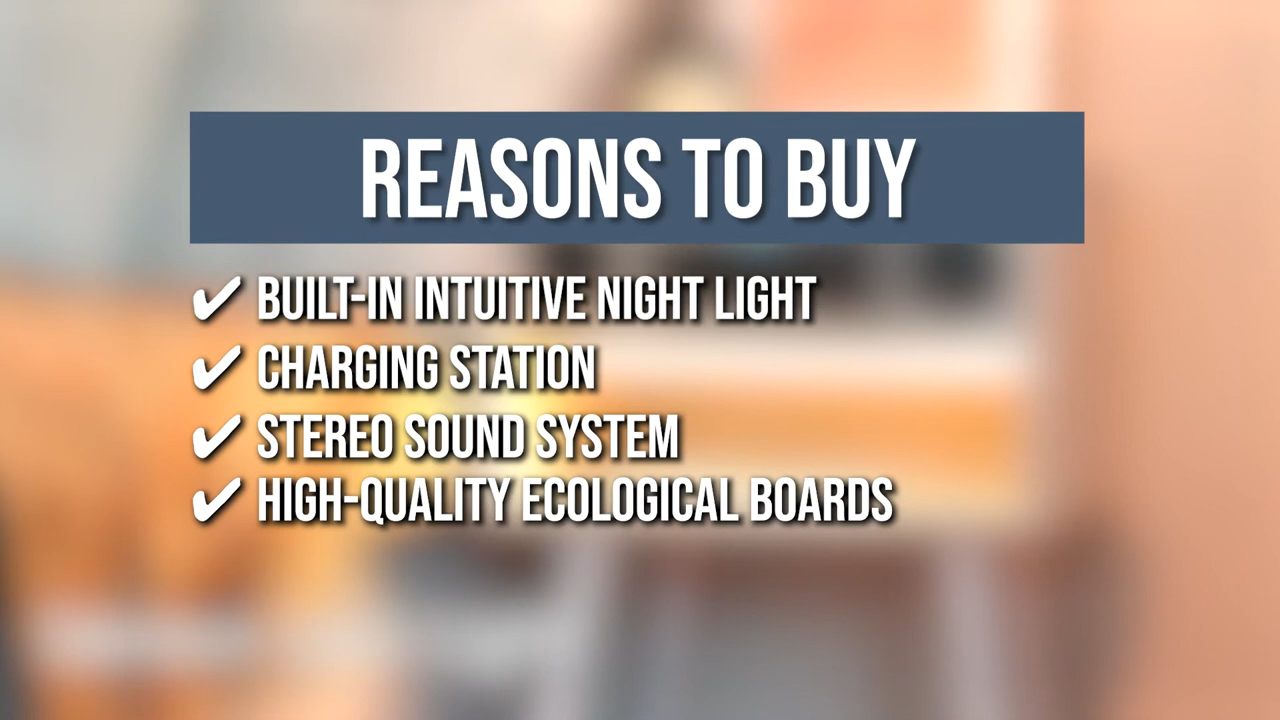 REASONS TO BUY
✔ BUILT-IN INTUITIVE NIGHT LIGHT
✔ CHARGING STATION
✔ STEREO SOUND SYSTEM
✔ HIGH-QUALITY ECOLOGICAL BOARDS